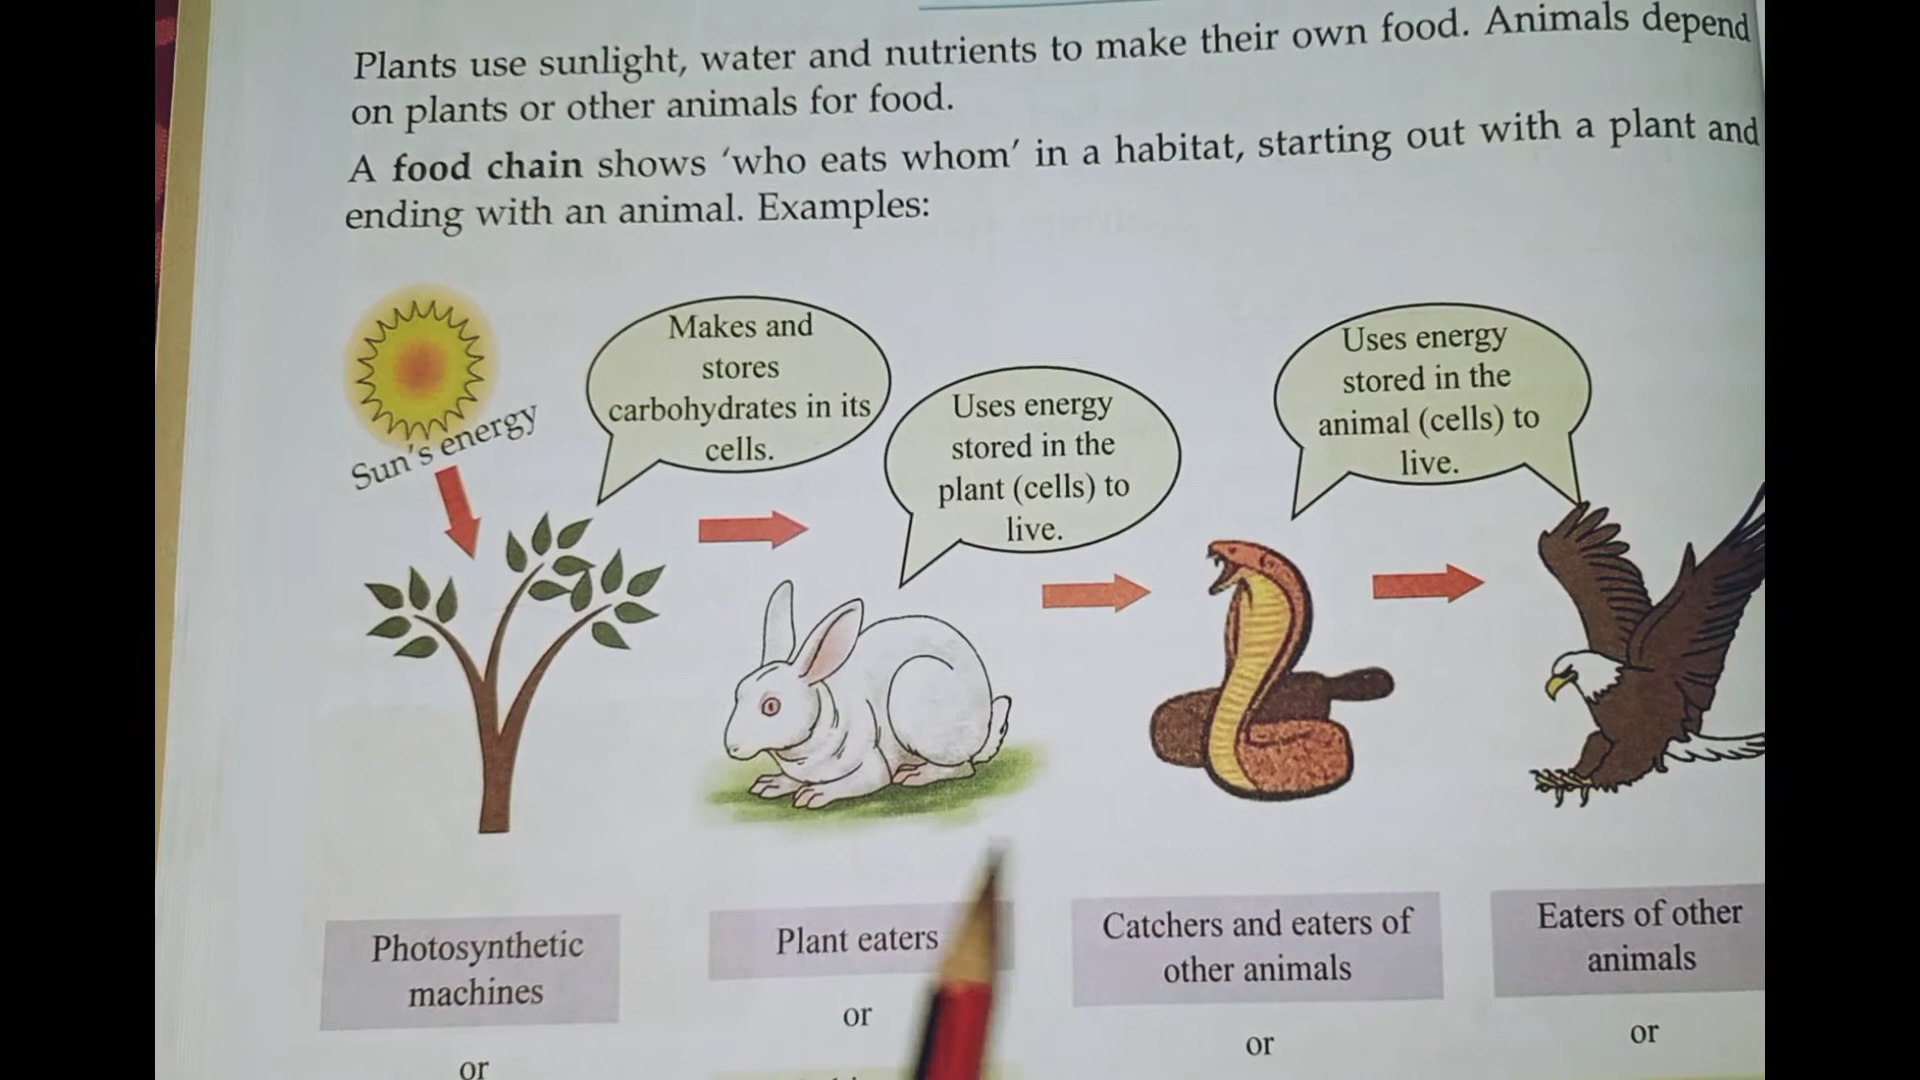 Plants use sunlight, water and nutrients to make their own food. Animals depend
on plants or other animals for food.
A food chain shows ‘who eats whom’ in a habitat, starting out with a plant and
ending with an animal. Examples:
Sun's energy
Makes and
stores
carbohydrates in its
cells.
Uses energy
stored in the
plant (cells) to
live.
Uses energy
stored in the
animal (cells) to
live.
Photosynthetic
machines
or
Plant eaters
or
Catchers and eaters of
other animals
or
Eaters of other
animals
or